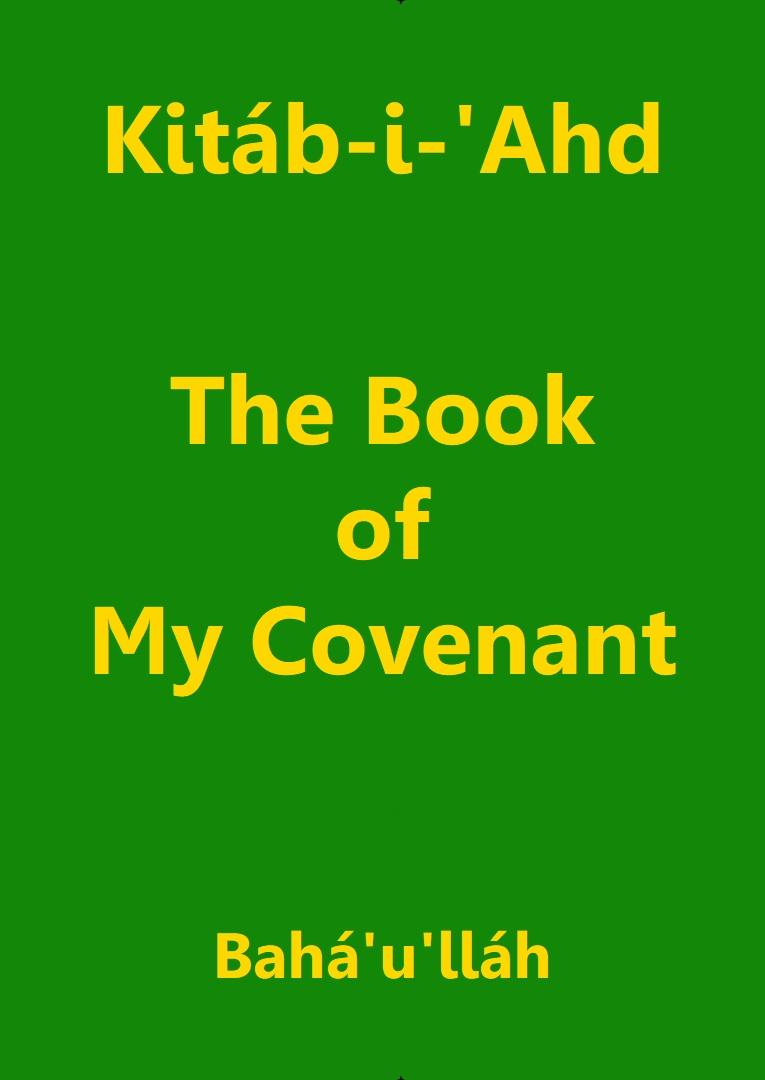 Kitáb-i-'Ahd
The Book
of
My Covenant
Bahá'u'lláh